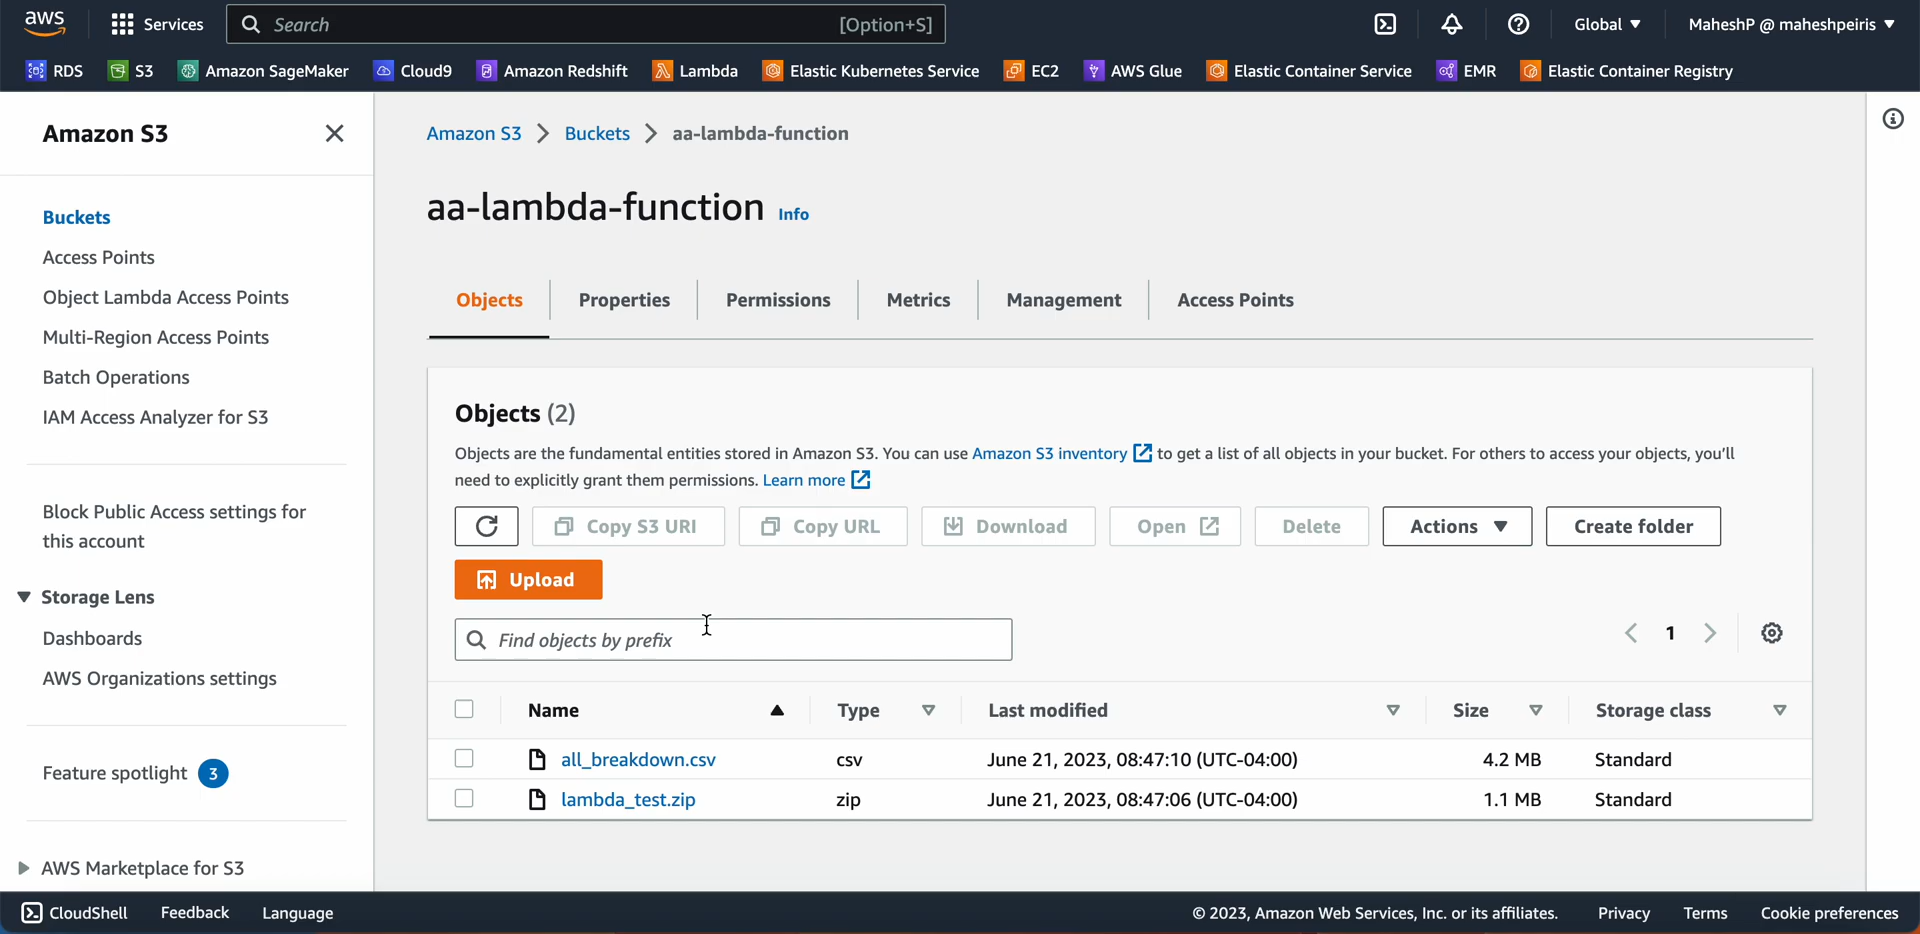 aws Services Search [Option+S] Global MaheshP @ maheshpeiris
RDS S3 Amazon SageMaker Cloud9 Amazon Redshift Lambda Elastic Kubernetes Service EC2 AWS Glue Elastic Container Service EMR Elastic Container Registry
Amazon S3
Buckets
Access Points
Object Lambda Access Points
Multi-Region Access Points
Batch Operations
IAM Access Analyzer for S3
Block Public Access settings for
this account
Storage Lens
Dashboards
AWS Organizations settings
Feature spotlight 3
AWS Marketplace for S3
Amazon S3 Buckets aa-lambda-function
aa-lambda-function Info
Objects Properties Permissions Metrics Management Access Points
Objects (2)
Objects are the fundamental entities stored in Amazon S3. You can use Amazon S3 inventory to get a list of all objects in your bucket. For others to access your objects, you'll
need to explicitly grant them permissions. Learn more
Copy S3 URI Copy URL Download Open Delete Actions Create folder
Upload
Find objects by prefix 1
Name Type Last modified Size Storage class
all_breakdown.csv csv June 21, 2023, 08:47:10 (UTC-04:00) 4.2 MB Standard
lambda_test.zip zip June 21, 2023, 08:47:06 (UTC-04:00) 1.1 MB Standard
CloudShell Feedback Language © 2023, Amazon Web Services, Inc. or its affiliates. Privacy Terms Cookie preferences